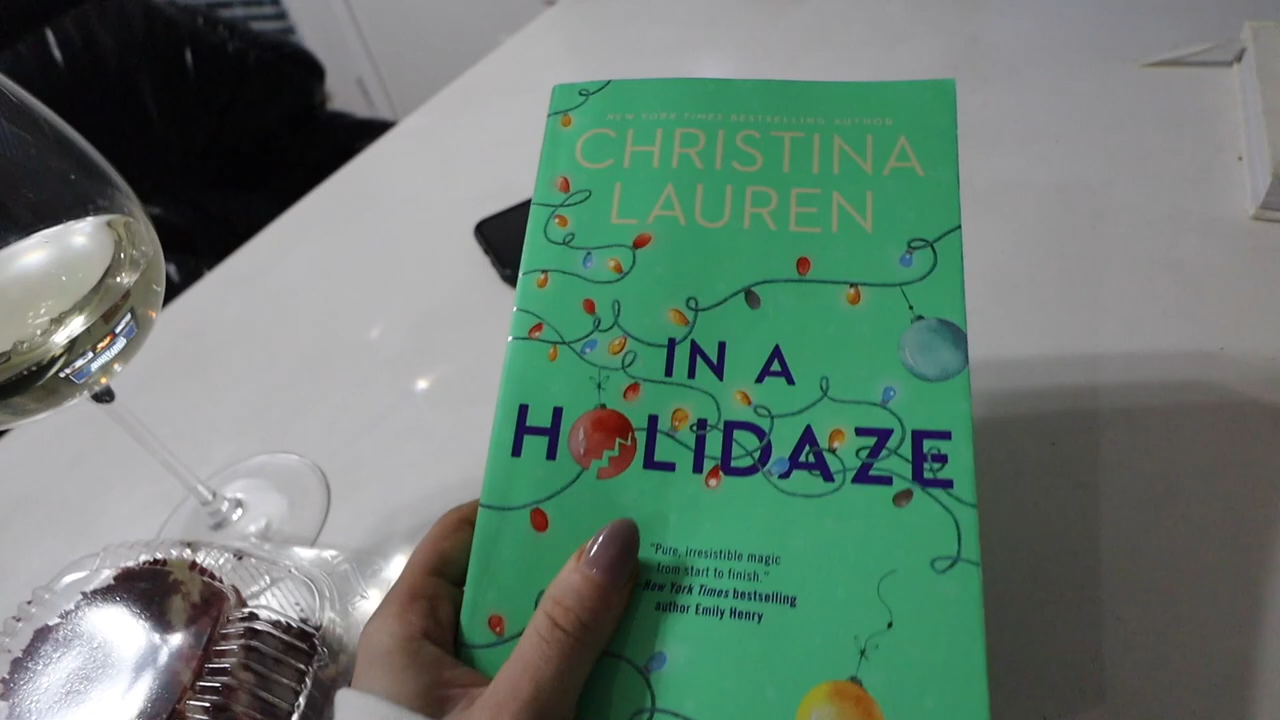 NEW YORK TIMES BESTSELLING AUTHOR
CHRISTINA
LAUREN
IN A
HOLIDAZE
"Pure, irresistible magic
from start to finish."
—New York Times bestselling
author Emily Henry